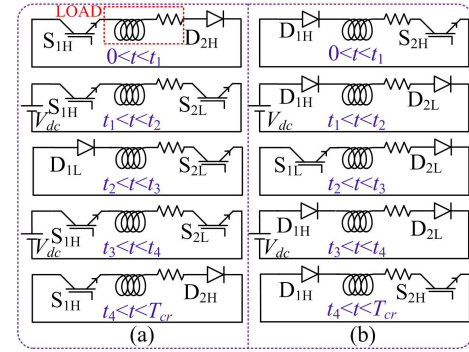 LOAD
S1H D2H
0<t<t1
Vdc S1H S2L
t1<t<t2
D1L S2L
t2<t<t3
Vdc S1H S2L
t3<t<t4
S1H D2H
t4<t<Tcr
(a)
D1H S2H
0<t<t1
Vdc D1H D2L
t1<t<t2
S1L D2L
t2<t<t3
Vdc D1H D2L
t3<t<t4
D1H S2H
t4<t<Tcr
(b)